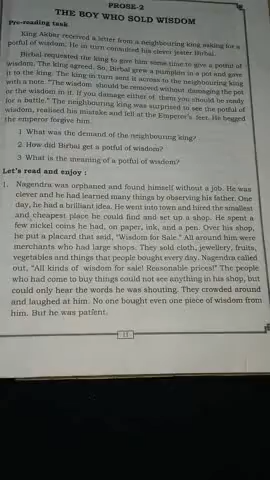 PROSE-2
THE BOY WHO SOLD WISDOM
Pre-reading task
King Akbar received a letter from a neighbouring king asking for a
potful of wisdom. He in turn consulted his clever jester Birbal.
Birbal requested the king to give him some time to give a potful of
wisdom. The king agreed. So, Birbal grew a pumpkin in a pot and gave
it to the king. The king in turn sent it across to the neighbouring king
with a note. "The wisdom should be removed without damaging the pot
or the wisdom in it. If you damage either of them you should be ready
for a battle." The neighbouring king was surprised to see the potful of
wisdom, realised his mistake and fell at the Emperor's feet. He begged
the emperor forgive him.
1 What was the demand of the neighbouring king?
2. How did Birbal get a potful of wisdom?
3 What is the meaning of a potful of wisdom?
Let's read and enjoy :
1. Nagendra was orphaned and found himself without a job. He was
clever and he had learned many things by observing his father. One
day, he had a brilliant idea. He went into town and hired the smallest
and cheapest place he could find and set up a shop. He spent a
few nickel coins he had, on paper, ink, and a pen. Over his shop,
he put a placard that said, "Wisdom for Sale." All around him were
merchants who had large shops. They sold cloth, jewellery, fruits,
vegetables and things that people bought every day. Nagendra called
out, "All kinds of wisdom for sale! Reasonable prices!" The people
who had come to buy things could not see anything in his shop, but
could only hear the words he was shouting. They crowded around
and laughed at him. No one bought even one piece of wisdom from
him. But he was patient.